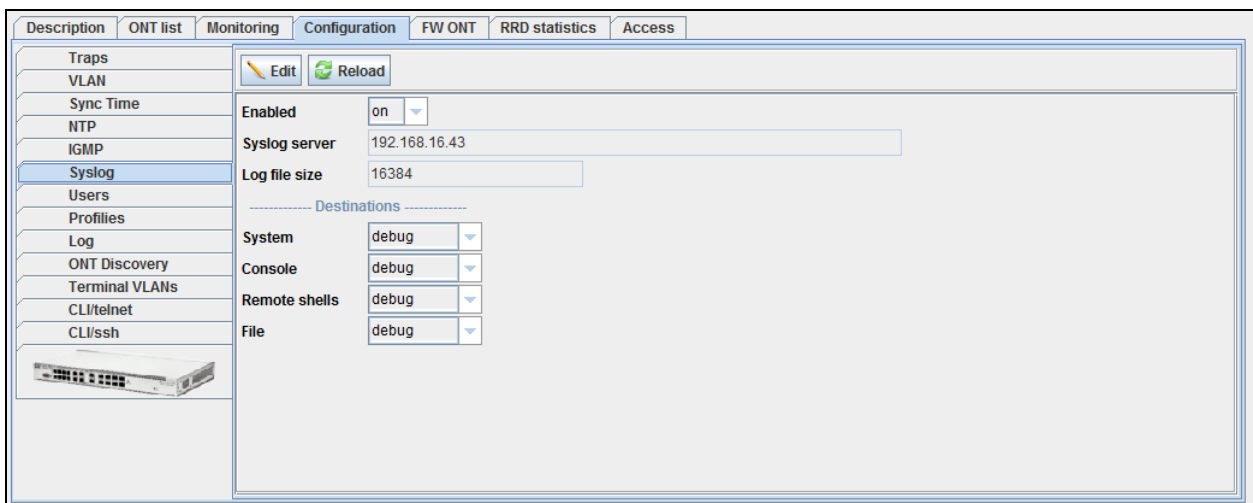 Description ONT list Monitoring Configuration FW ONT RRD statistics Access
Traps
VLAN
Sync Time
NTP
IGMP
Syslog
Users
Profilies
Log
ONT Discovery
Terminal VLANs
CLI/telnet
CLI/ssh
Edit Reload
Enabled on
Syslog server 192.168.16.43
Log file size 16384
------------- Destinations -------------
System debug
Console debug
Remote shells debug
File debug